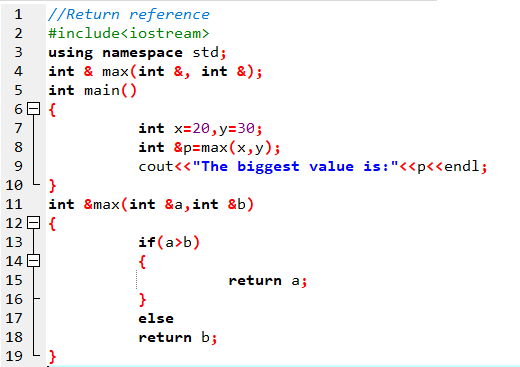 1 //Return reference
2 #include<iostream>
3 using namespace std;
4 int & max(int &, int &);
5 int main()
6 {
7 int x=20,y=30;
8 int &p=max(x,y);
9 cout<<"The biggest value is:"<<p<<endl;
10 }
11 int &max(int &a,int &b)
12 {
13 if(a>b)
14 {
15 return a;
16 }
17 else
18 return b;
19 }